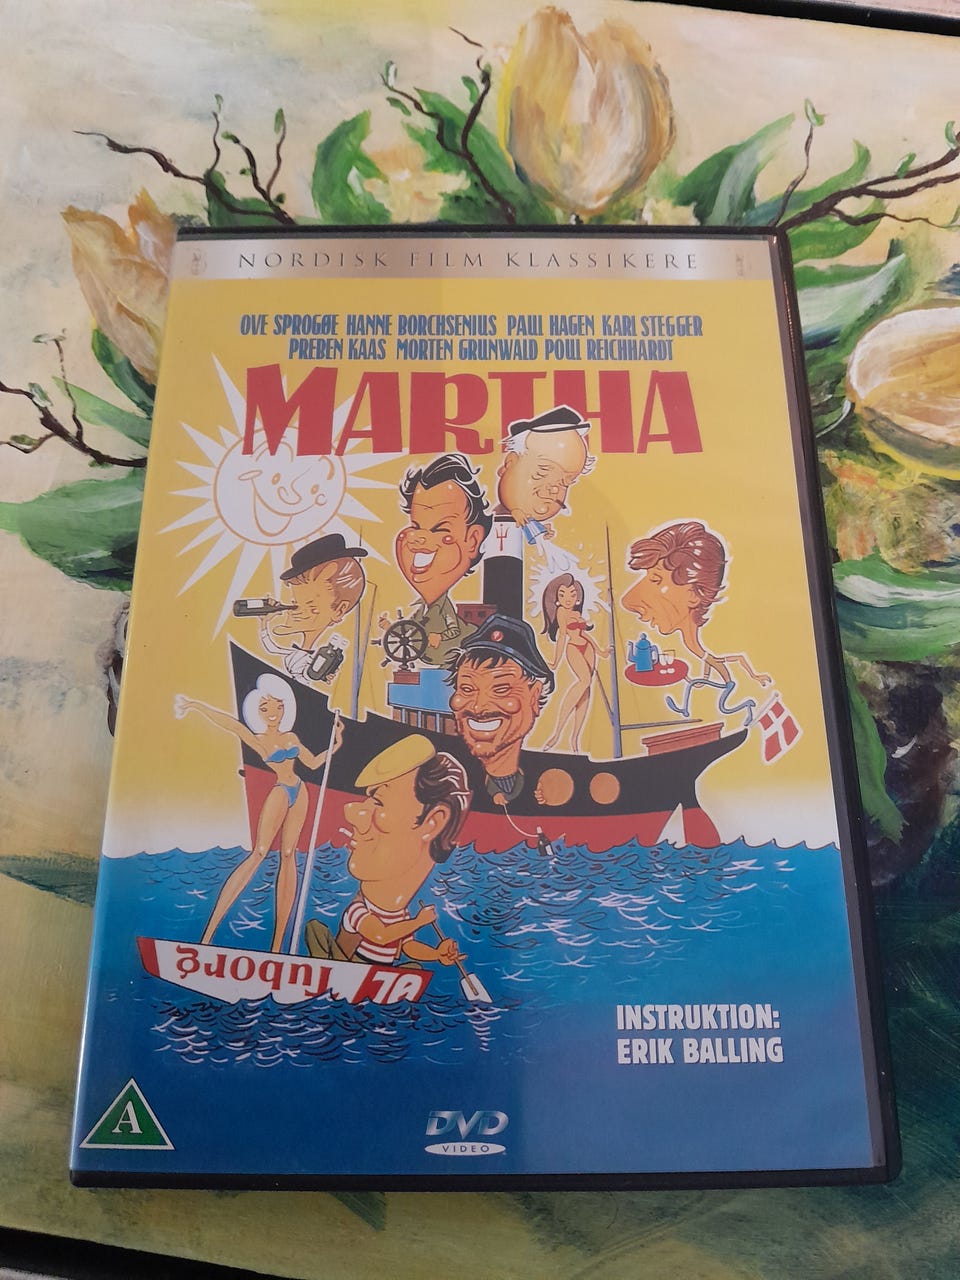 NORDISK FILM KLASSIKERE
OVE SPROGØE HANNE BORCHSENIUS PAUL HAGEN KARL STEGGER
PREBEN KAAS MORTEN GRUNWALD POUL REICHHARDT
MARTHA
Tuborg
ØL
INSTRUKTION:
ERIK BALLING
A
DVD
VIDEO